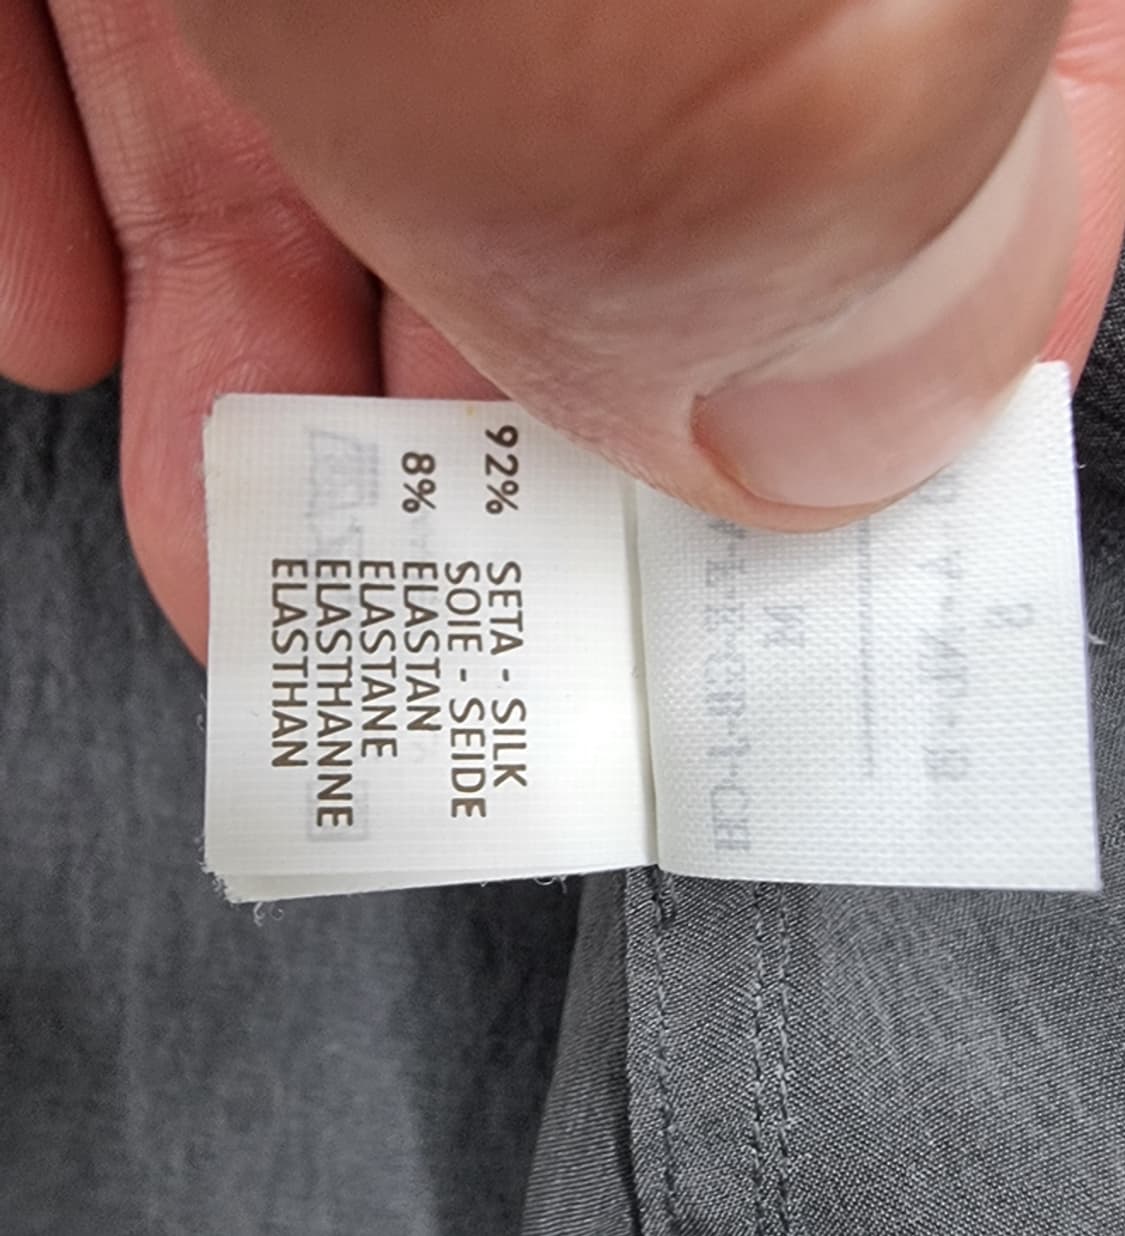 92% SETA - SILK
SOIE - SEIDE
8% ELASTAN
ELASTANE
ELASTHANNE
ELASTHAN